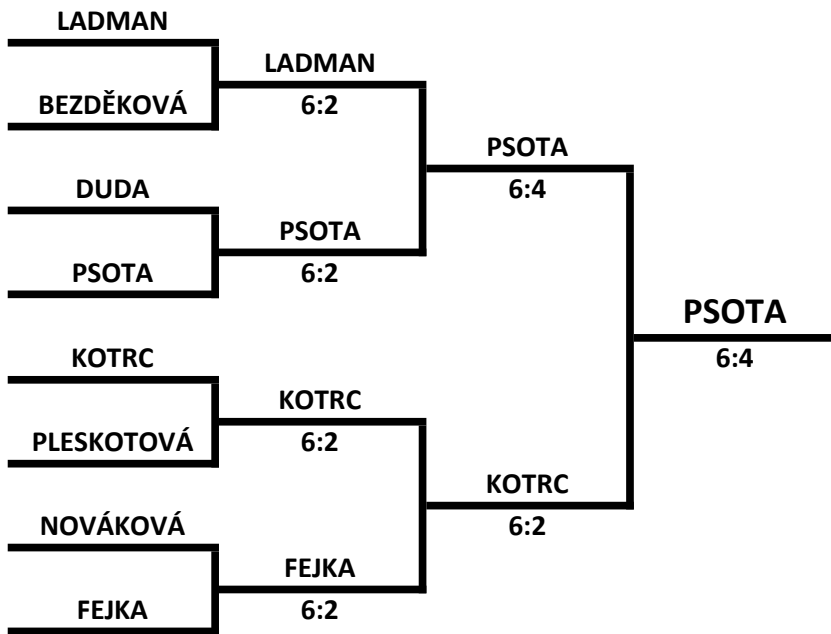 LADMAN
LADMAN
BEZDĚKOVÁ
6:2
PSOTA
DUDA
6:4
PSOTA
PSOTA
6:2
PSOTA
KOTRC
6:4
KOTRC
PLESKOTOVÁ
6:2
KOTRC
NOVÁKOVÁ
6:2
FEJKA
FEJKA
6:2